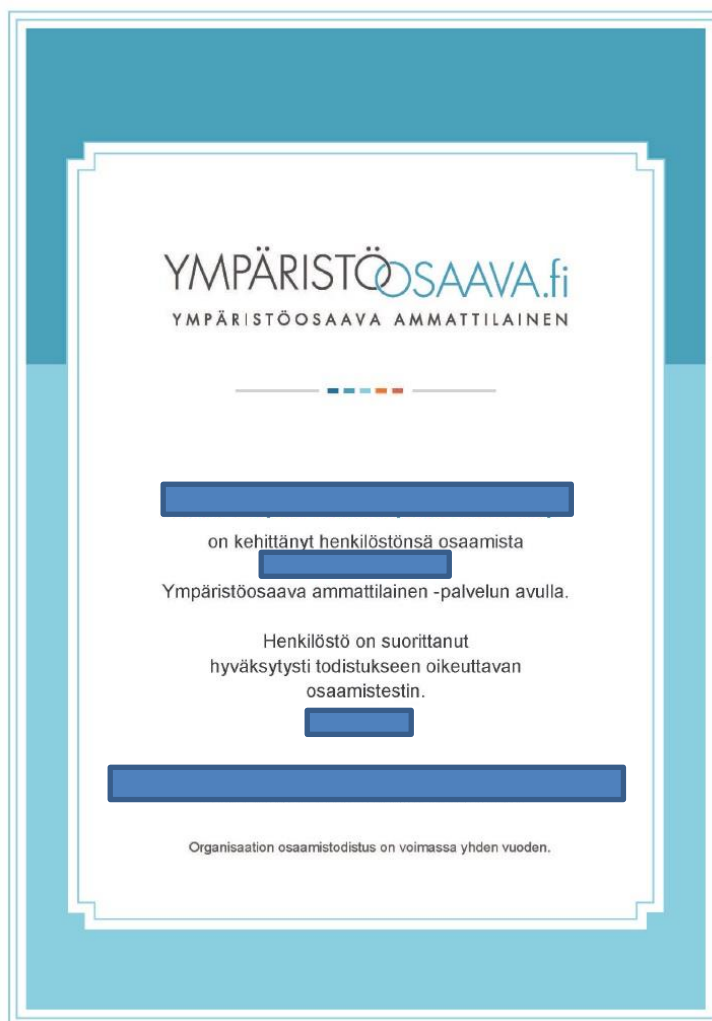 YMPÄRISTÖOSAAVA.fi
YMPÄRISTÖOSAAVA AMMATTILAINEN
on kehittänyt henkilöstönsä osaamista
Ympäristöosaava ammattilainen -palvelun avulla.
Henkilöstö on suorittanut
hyväksytysti todistukseen oikeuttavan
osaamistestin.
Organisaation osaamistodistus on voimassa yhden vuoden.